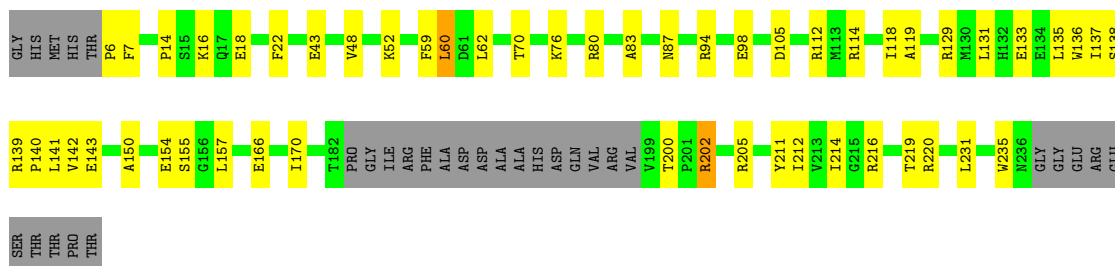 GLY HIS MET HIS THR P6 F7 P14 S15 K16 Q17 E18 F22 E43 V48 K52 F59 L60 D61 L62 T70 K76 R80 A83 N87 R94 E98 D105 R112 M113 R114 I118 A119 R129 M130 L131 H132 E133 E134 L135 W136 I137 S138
R139 P140 L141 V142 E143 A150 E154 S155 G156 L157 E166 I170 T182 PRO GLY ILE ARG PHE ALA ASP ASP ALA ALA HIS ASP GLN VAL ARG VAL V199 T200 P201 R202 R205 Y211 I212 V213 I214 G215 R216 T219 R220 L231 W235 N236 GLY GLY GLU ARG GLU
SER THR THR PRO THR